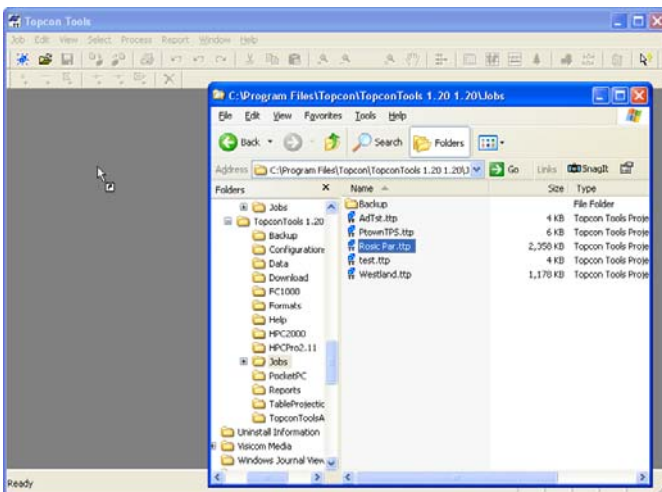 Topcon Tools
Job Edit View Select Process Report Window Help
C:\Program Files\Topcon\TopconTools 1.20 1.20\Jobs
File Edit View Favorites Tools Help
Back Search Folders
Address C:\Program Files\Topcon\TopconTools 1.20 1.20\J Go Links SnagIt
Folders Name Size Type
Jobs Backup File Folder
TopconTools 1.20 AdTst.ttp 4 KB Topcon Tools Proje
Backup PtownTPS.ttp 6 KB Topcon Tools Proje
Configurations Rosic Par.ttp 2,358 KB Topcon Tools Proje
Data test.ttp 4 KB Topcon Tools Proje
Download Westland.ttp 1,178 KB Topcon Tools Proje
FC1000
Formats
Help
HPC2000
HPCPro2.11
Jobs
PocketPC
Reports
TableProjectic
TopconToolsA
Uninstall Information
Visicom Media
Windows Journal View
Ready